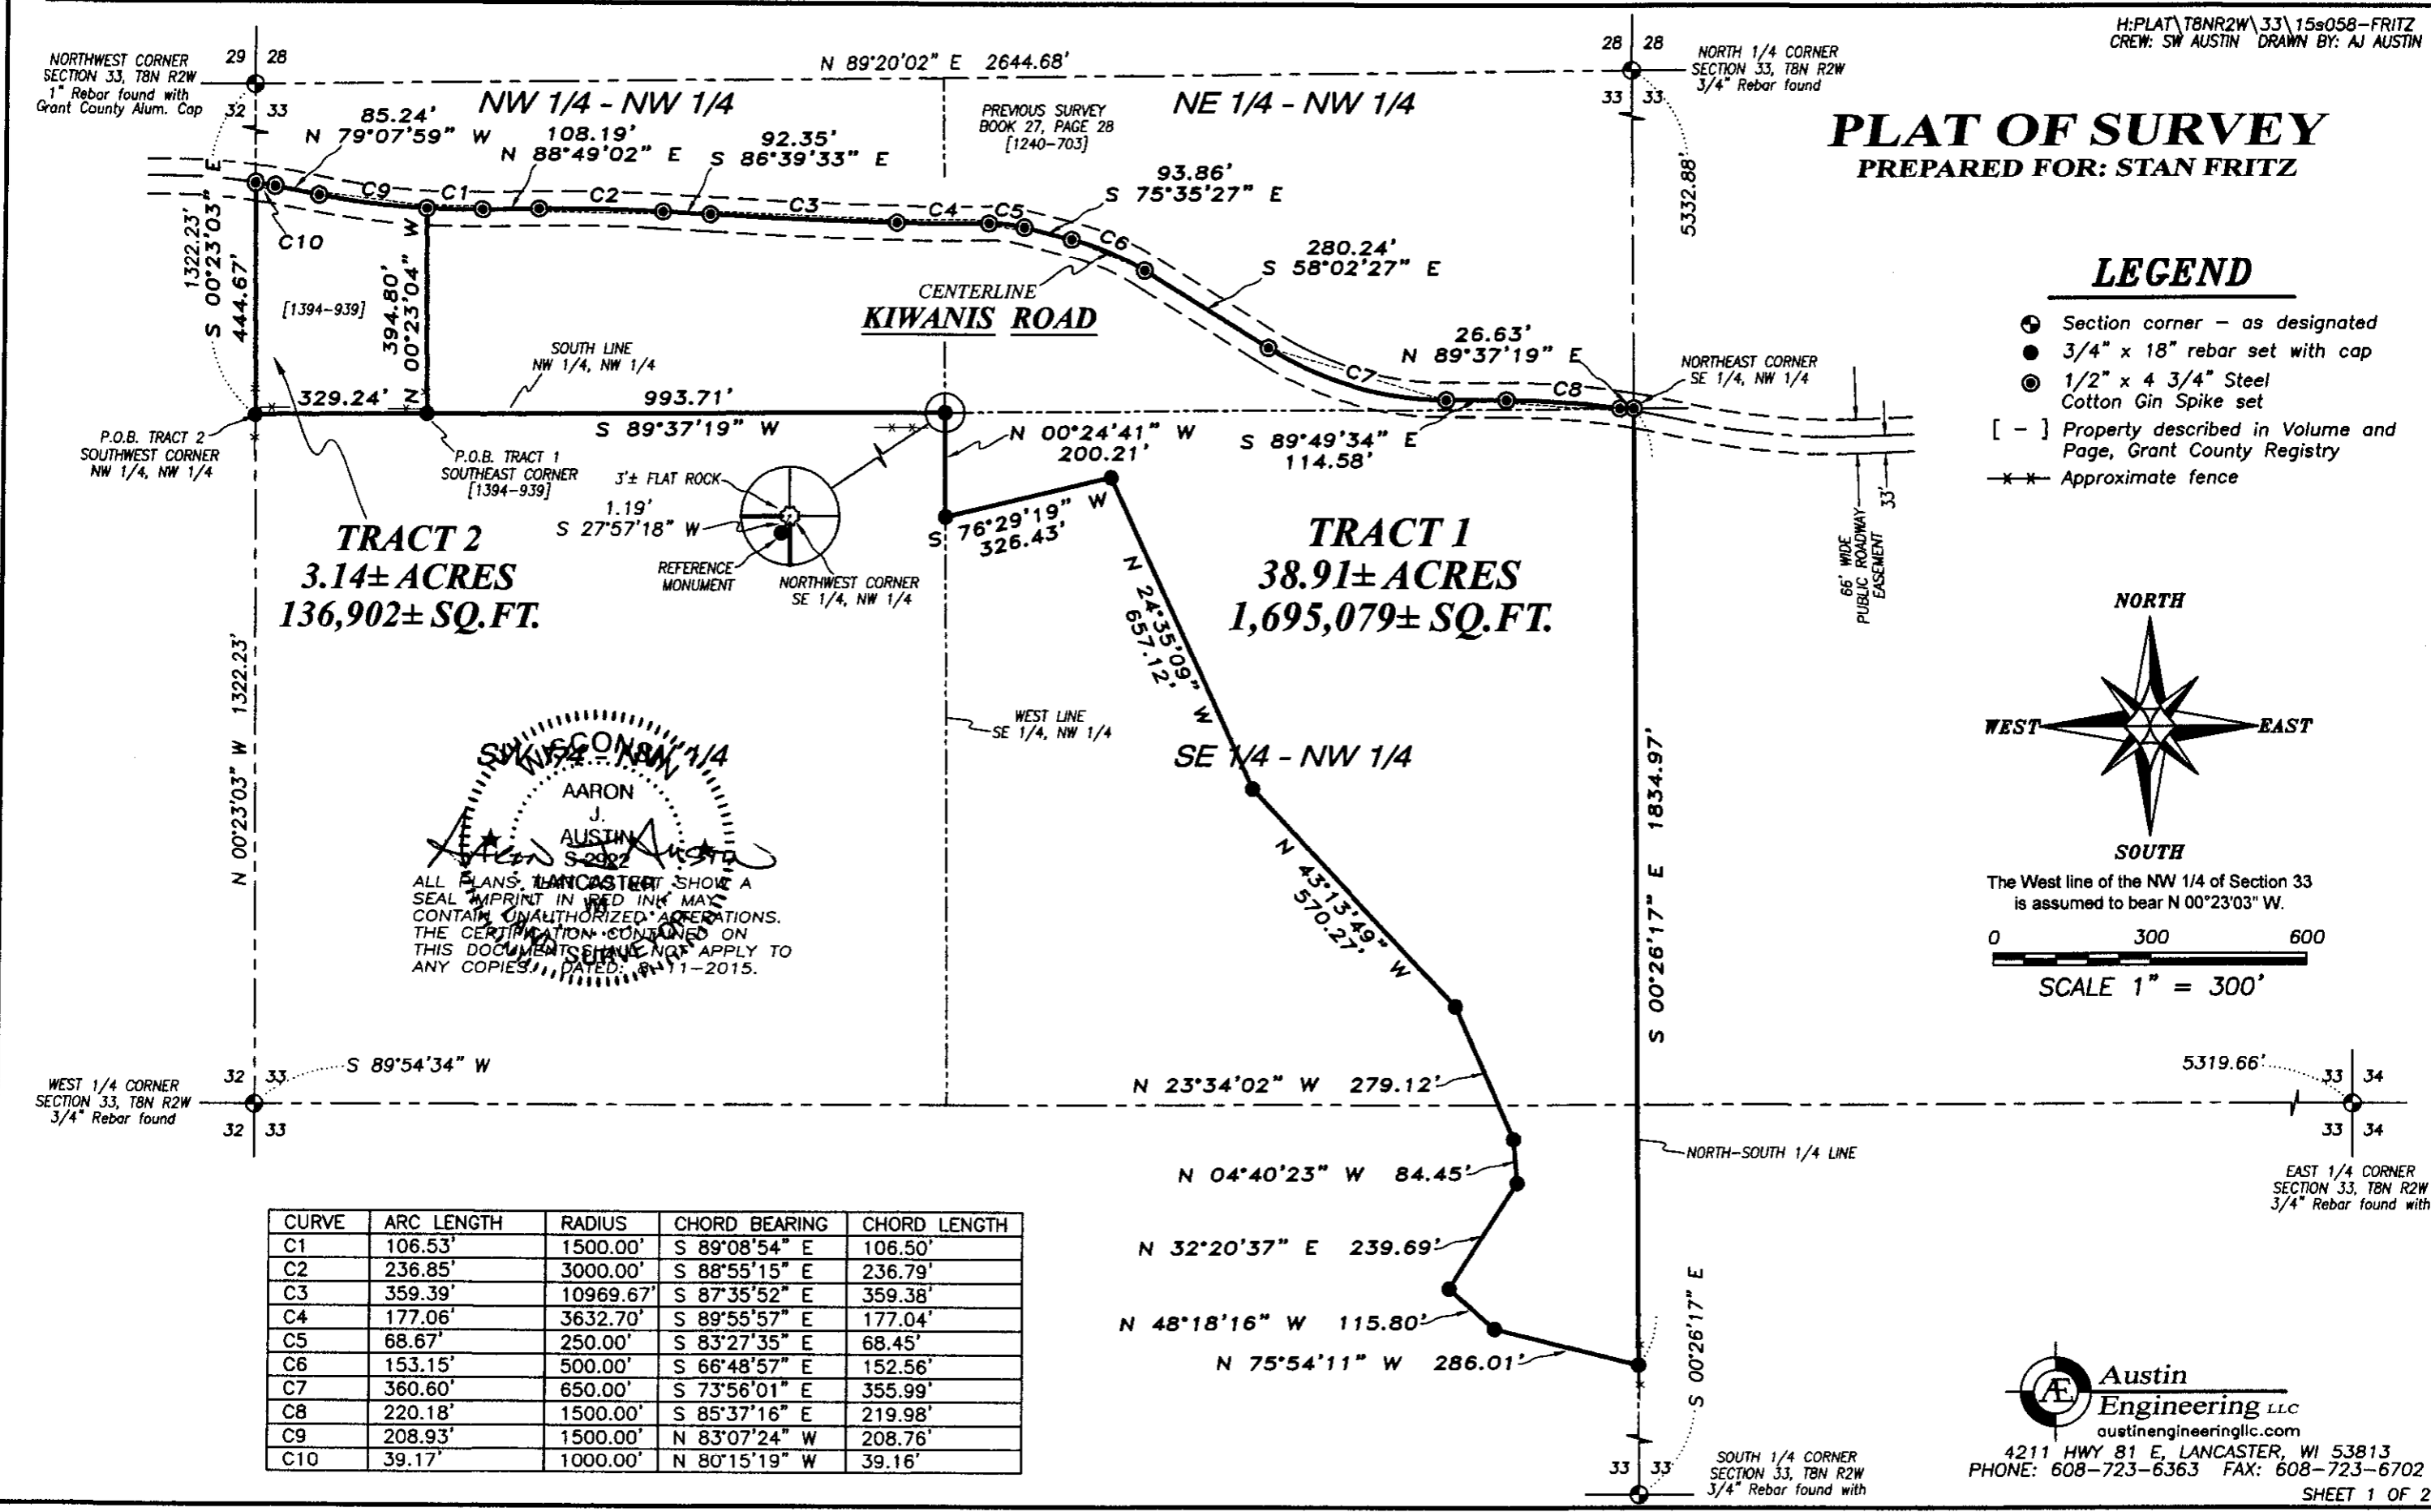 H:PLAT\T8NR2W\33\15s058-FRITZ
CREW: SW AUSTIN DRAWN BY: AJ AUSTIN
PLAT OF SURVEY
PREPARED FOR: STAN FRITZ
NORTHWEST CORNER
SECTION 33, T8N R2W
1" Rebar found with
Grant County Alum. Cap
29 28
32 33
N 89°20'02" E 2644.68'
28 28
33 33
NORTH 1/4 CORNER
SECTION 33, T8N R2W
3/4" Rebar found
NW 1/4 - NW 1/4
NE 1/4 - NW 1/4
PREVIOUS SURVEY
BOOK 27, PAGE 28
[1240-703]
85.24'
N 79°07'59" W
108.19'
N 88°49'02" E
92.35'
S 86°39'33" E
93.86'
S 75°35'27" E
280.24'
S 58°02'27" E
26.63'
N 89°37'19" E
5332.88'
C9
C1
C2
C3
C4
C5
C6
C7
C8
C10
1322.23'
S 00°23'03" E
444.67'
[1394-939]
394.80'
N 00°23'04" W
SOUTH LINE
NW 1/4, NW 1/4
CENTERLINE
KIWANIS ROAD
NORTHEAST CORNER
SE 1/4, NW 1/4
329.24'
993.71'
S 89°37'19" W
P.O.B. TRACT 2
SOUTHWEST CORNER
NW 1/4, NW 1/4
P.O.B. TRACT 1
SOUTHEAST CORNER
[1394-939]
N 00°24'41" W
200.21'
S 89°49'34" E
114.58'
3'± FLAT ROCK
1.19'
S 27°57'18" W
REFERENCE
MONUMENT
NORTHWEST CORNER
SE 1/4, NW 1/4
S 76°29'19" W
326.43'
TRACT 2
3.14± ACRES
136,902± SQ.FT.
TRACT 1
38.91± ACRES
1,695,079± SQ.FT.
N 24°35'09" W
657.12'
66' WIDE
PUBLIC ROADWAY
EASEMENT
33'
LEGEND
Section corner - as designated
3/4" x 18" rebar set with cap
1/2" x 4 3/4" Steel
Cotton Gin Spike set
[ - ] Property described in Volume and
Page, Grant County Registry
Approximate fence
NORTH
WEST
EAST
SOUTH
The West line of the NW 1/4 of Section 33
is assumed to bear N 00°23'03" W.
0 300 600
SCALE 1" = 300'
N 00°23'03" W 1322.23'
WEST LINE
SE 1/4, NW 1/4
SW 1/4 - NW 1/4
SE 1/4 - NW 1/4
S 00°26'17" E 1834.97'
WISCONSIN
AARON
J.
AUSTIN
S-2922
LANCASTER
WI
LAND SURVEYOR
Aaron J Austin
ALL PLANS THAT DO NOT SHOW A
SEAL IMPRINT IN RED INK MAY
CONTAIN UNAUTHORIZED ALTERATIONS.
THE CERTIFICATION CONTAINED ON
THIS DOCUMENT SHALL NOT APPLY TO
ANY COPIES. DATED: 8-11-2015.
N 43°13'49" W
570.27'
WEST 1/4 CORNER
SECTION 33, T8N R2W
3/4" Rebar found
32 33
32 33
S 89°54'34" W
5319.66'
33 34
33 34
EAST 1/4 CORNER
SECTION 33, T8N R2W
3/4" Rebar found with
N 23°34'02" W 279.12'
NORTH-SOUTH 1/4 LINE
N 04°40'23" W 84.45'
N 32°20'37" E 239.69'
N 48°18'16" W 115.80'
N 75°54'11" W 286.01'
S 00°26'17" E
33 33
SOUTH 1/4 CORNER
SECTION 33, T8N R2W
3/4" Rebar found with
CURVE ARC LENGTH RADIUS CHORD BEARING CHORD LENGTH
C1 106.53' 1500.00' S 89°08'54" E 106.50'
C2 236.85' 3000.00' S 88°55'15" E 236.79'
C3 359.39' 10969.67' S 87°35'52" E 359.38'
C4 177.06' 3632.70' S 89°55'57" E 177.04'
C5 68.67' 250.00' S 83°27'35" E 68.45'
C6 153.15' 500.00' S 66°48'57" E 152.56'
C7 360.60' 650.00' S 73°56'01" E 355.99'
C8 220.18' 1500.00' S 85°37'16" E 219.98'
C9 208.93' 1500.00' N 83°07'24" W 208.76'
C10 39.17' 1000.00' N 80°15'19" W 39.16'
AE
Austin
Engineering LLC
austinengineeringllc.com
4211 HWY 81 E, LANCASTER, WI 53813
PHONE: 608-723-6363 FAX: 608-723-6702
SHEET 1 OF 2